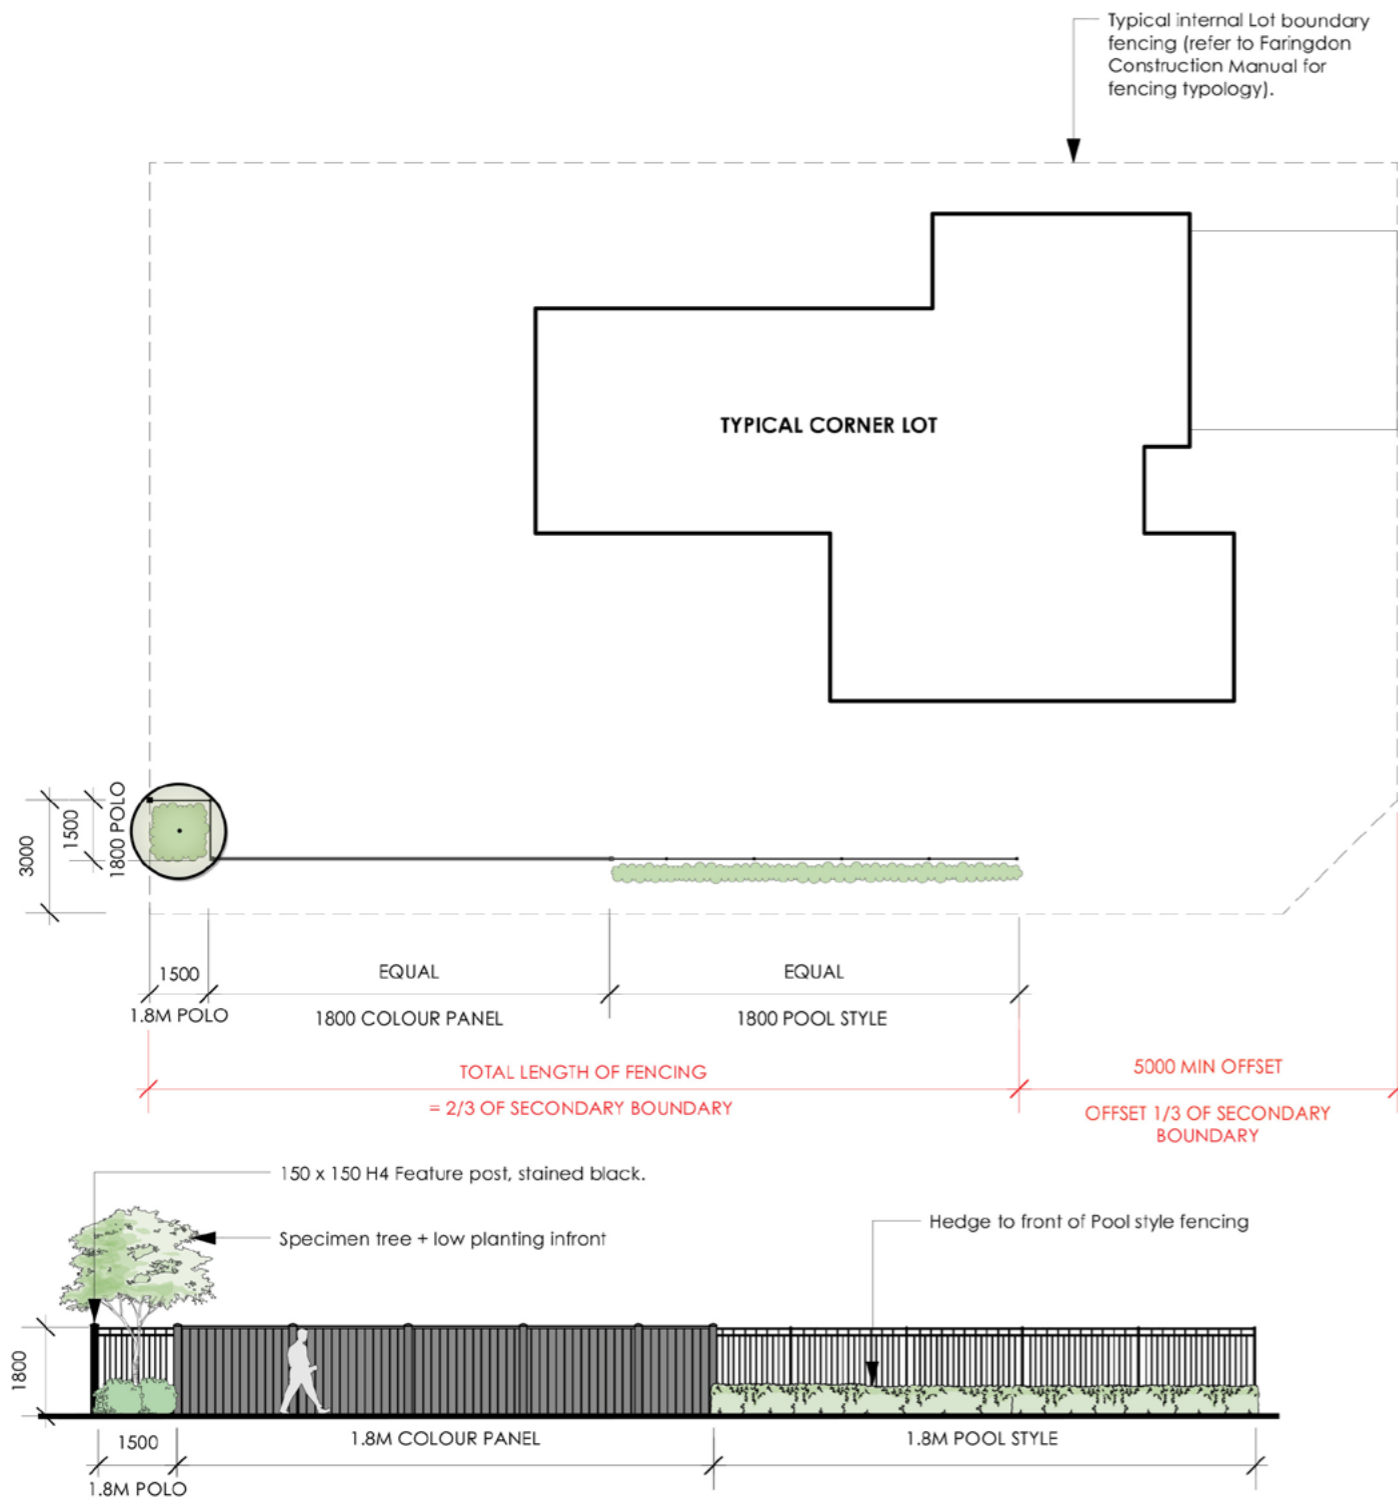 Typical internal Lot boundary
fencing (refer to Faringdon
Construction Manual for
fencing typology).
TYPICAL CORNER LOT
3000
1500
1800 POLO
1500
EQUAL
EQUAL
1.8M POLO
1800 COLOUR PANEL
1800 POOL STYLE
TOTAL LENGTH OF FENCING
= 2/3 OF SECONDARY BOUNDARY
5000 MIN OFFSET
OFFSET 1/3 OF SECONDARY
BOUNDARY
150 x 150 H4 Feature post, stained black.
Specimen tree + low planting infront
Hedge to front of Pool style fencing
1800
1500
1.8M COLOUR PANEL
1.8M POOL STYLE
1.8M POLO